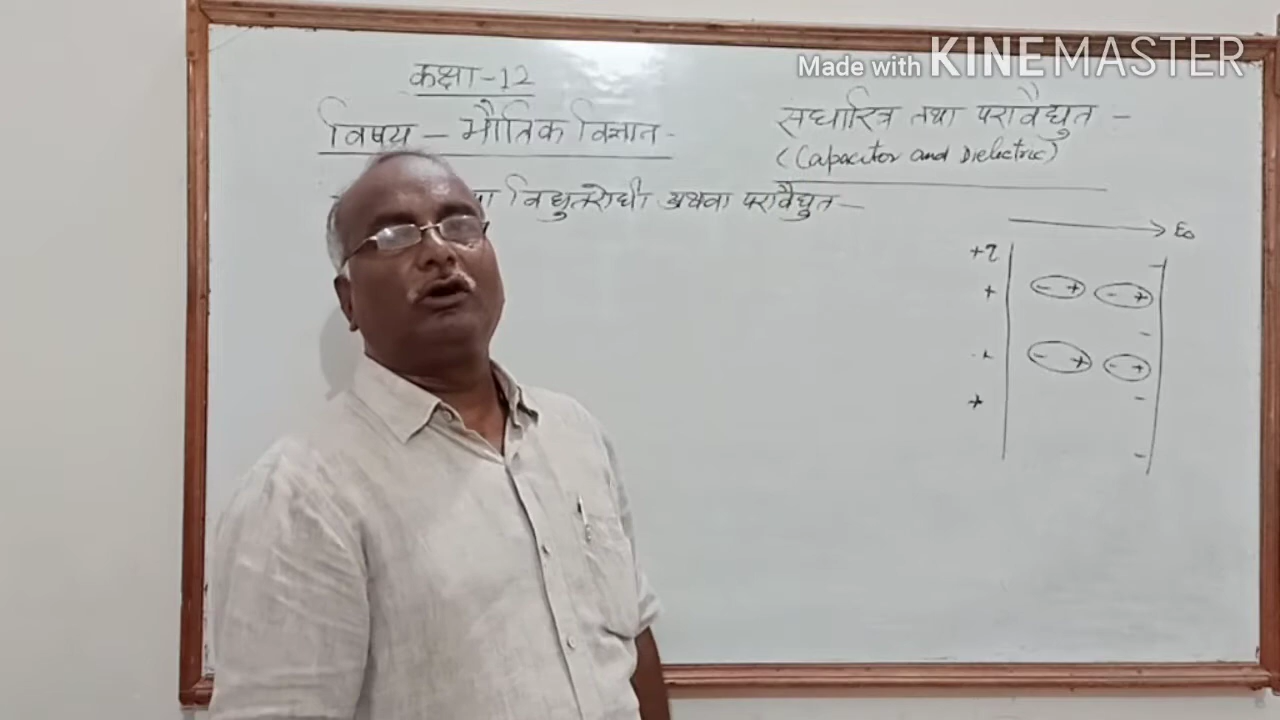 Made with KINEMASTER
कक्षा -12
विषय - भौतिक विज्ञान -
संधारित्र तथा परावैद्युत -
(Capacitor and Dielectric)
विद्युतरोधी अथवा परावैद्युत -
E₀
+q
-
+
- +
- +
-
+
- +
- +
+
-
-